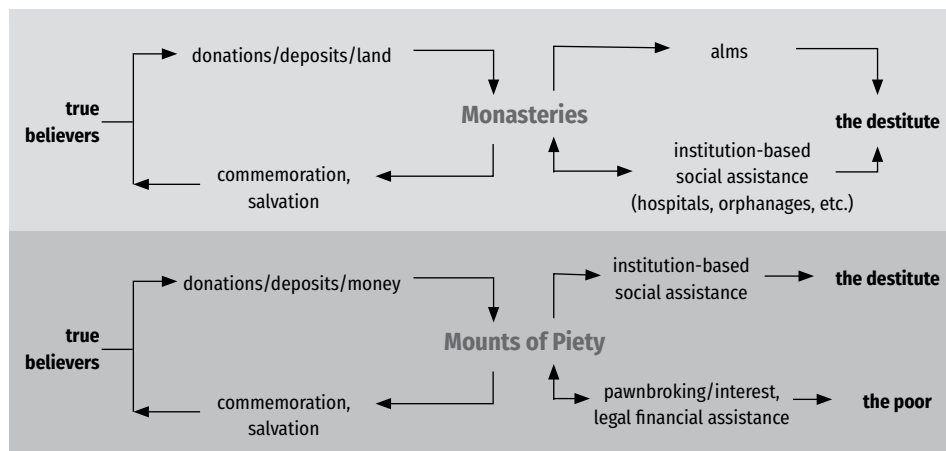 true
believers
donations/deposits/land
commemoration,
salvation
Monasteries
alms
institution-based
social assistance
(hospitals, orphanages, etc.)
the destitute
true
believers
donations/deposits/money
commemoration,
salvation
Mounts of Piety
institution-based
social assistance
the destitute
pawnbroking/interest,
legal financial assistance
the poor